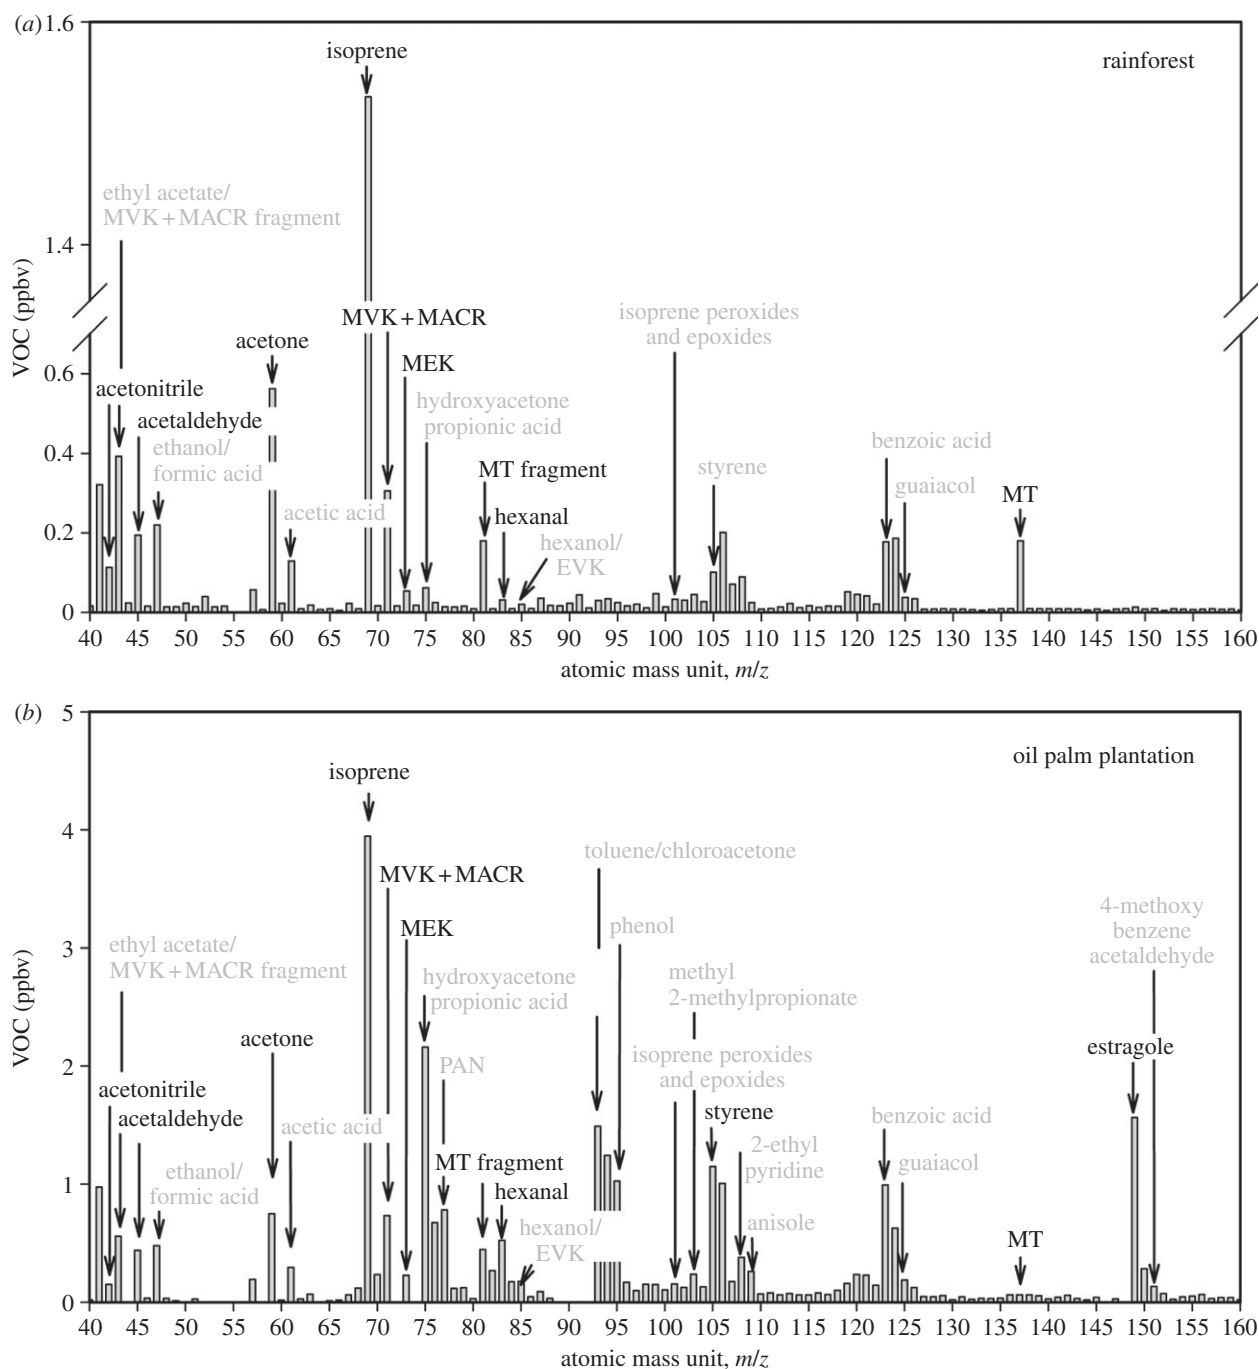 (a)
1.6
isoprene
rainforest
ethyl acetate/
MVK + MACR fragment
1.4
VOC (ppbv)
isoprene peroxides
and epoxides
MVK + MACR
acetone
MEK
0.6
acetonitrile
hydroxyacetone
propionic acid
acetaldehyde
ethanol/
formic acid
0.4
benzoic acid
styrene
MT fragment
guaiacol
MT
acetic acid
hexanal
hexanol/
EVK
0.2
0
40 45 50 55 60 65 70 75 80 85 90 95 100 105 110 115 120 125 130 135 140 145 150 155 160
atomic mass unit, m/z
(b)
5
oil palm plantation
isoprene
4
toluene/chloroacetone
MVK + MACR
4-methoxy
benzene
acetaldehyde
MEK
phenol
ethyl acetate/
MVK + MACR fragment
3
VOC (ppbv)
methyl
2-methylpropionate
hydroxyacetone
propionic acid
acetone
estragole
isoprene peroxides
and epoxides
PAN
2
acetonitrile
acetaldehyde
acetic acid
styrene
benzoic acid
2-ethyl
pyridine
MT fragment
guaiacol
ethanol/
formic acid
hexanal
1
hexanol/
EVK
anisole
MT
0
40 45 50 55 60 65 70 75 80 85 90 95 100 105 110 115 120 125 130 135 140 145 150 155 160
atomic mass unit, m/z